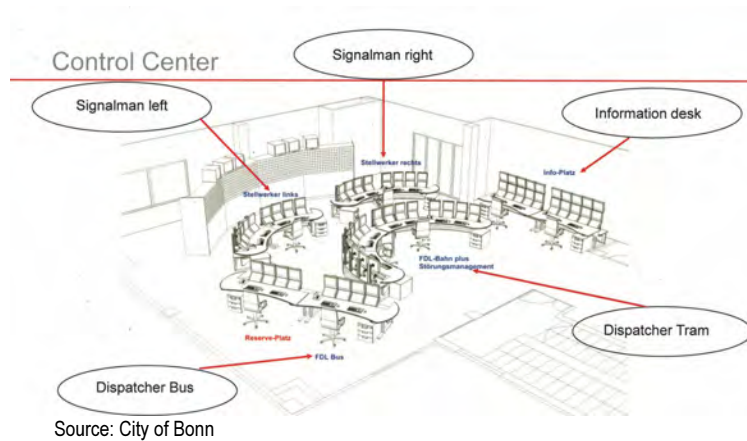 Control Center
Signalman right
Signalman left
Information desk
Stellwerker rechts
Info-Platz
Stellwerker links
FDL-Bahn plus
Störungsmanagement
Reserve-Platz
FDL Bus
Dispatcher Tram
Dispatcher Bus
Source: City of Bonn